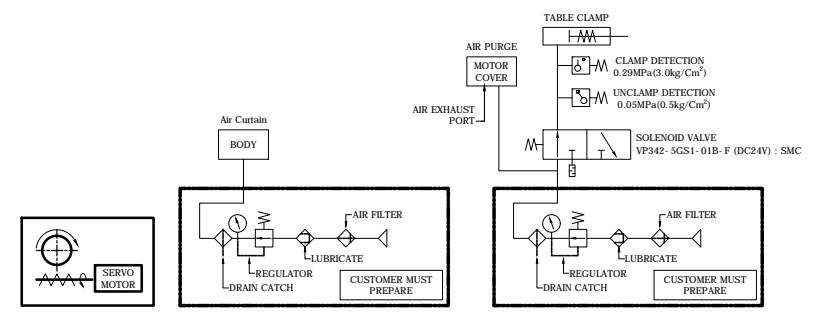 TABLE CLAMP
AIR PURGE
MOTOR
COVER
CLAMP DETECTION
0.29MPa(3.0kg/Cm²)
UNCLAMP DETECTION
0.05MPa(0.5kg/Cm²)
AIR EXHAUST
PORT
Air Curtain
BODY
SOLENOID VALVE
VP342-5GS1-01B-F (DC24V) : SMC
SERVO
MOTOR
AIR FILTER
LUBRICATE
REGULATOR
DRAIN CATCH
CUSTOMER MUST
PREPARE
AIR FILTER
LUBRICATE
REGULATOR
DRAIN CATCH
CUSTOMER MUST
PREPARE